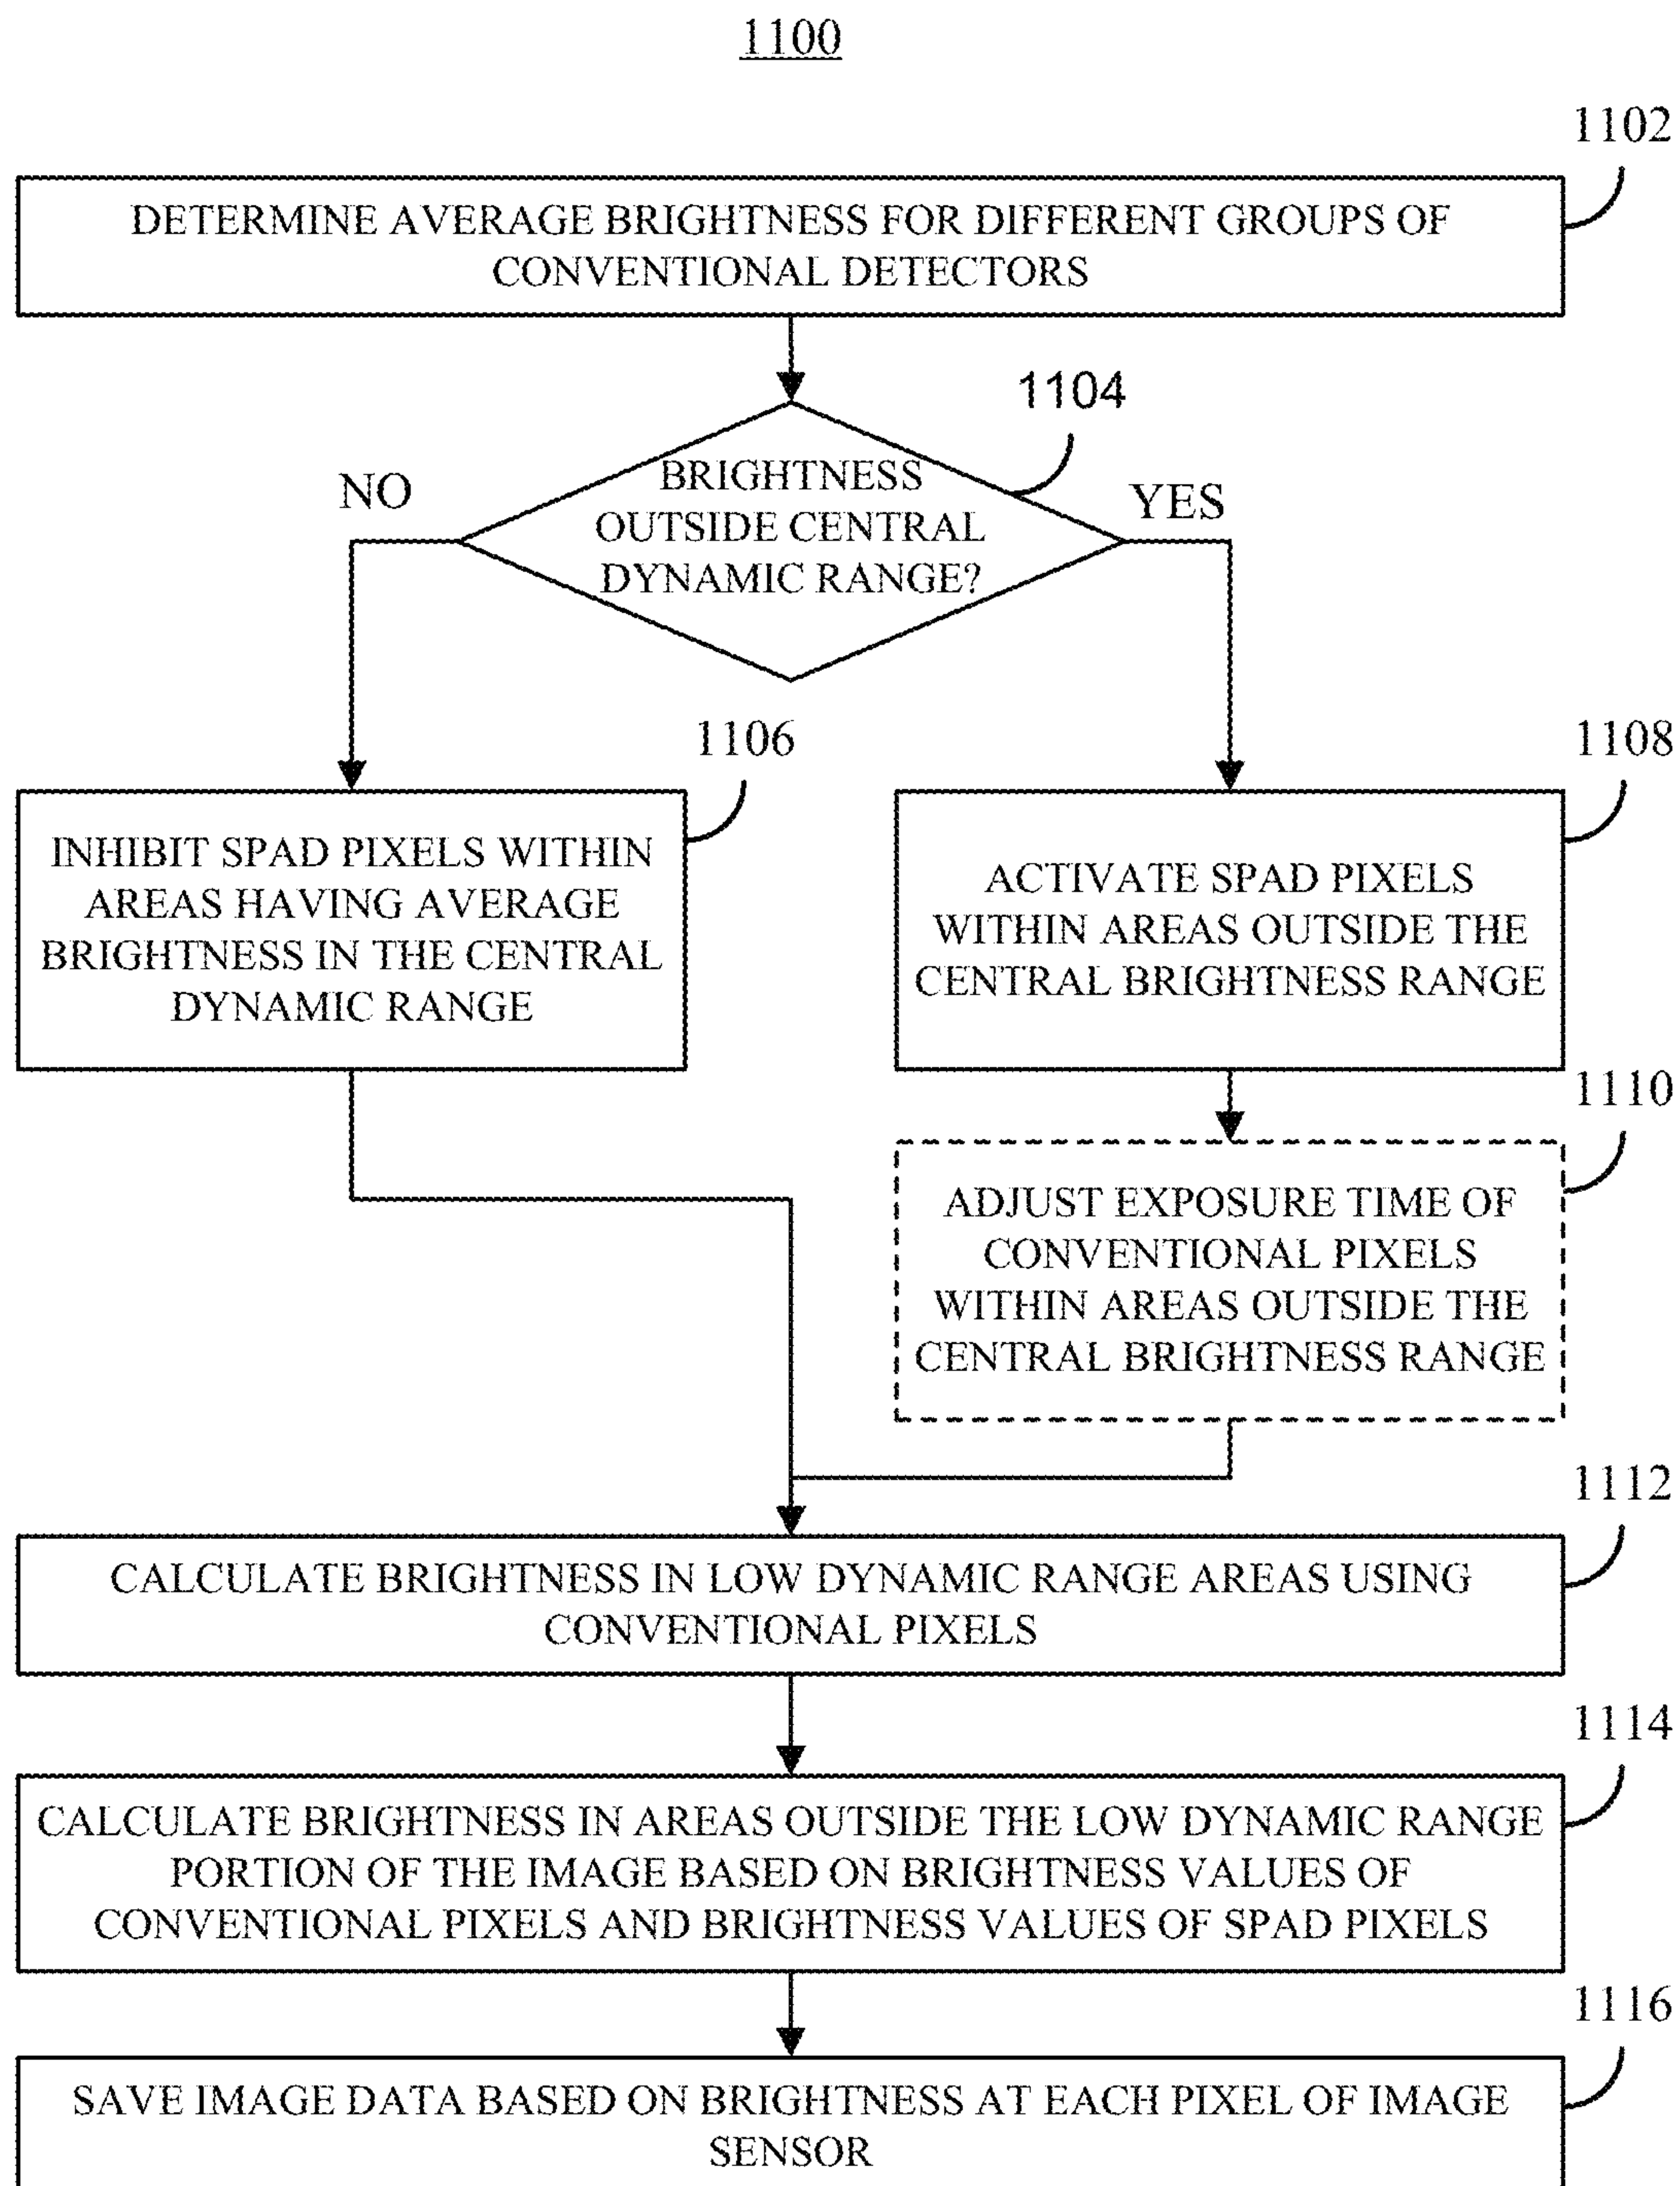 1100
1102
DETERMINE AVERAGE BRIGHTNESS FOR DIFFERENT GROUPS OF
CONVENTIONAL DETECTORS
1104
NO
BRIGHTNESS
OUTSIDE CENTRAL
DYNAMIC RANGE?
YES
1106
INHIBIT SPAD PIXELS WITHIN
AREAS HAVING AVERAGE
BRIGHTNESS IN THE CENTRAL
DYNAMIC RANGE
1108
ACTIVATE SPAD PIXELS
WITHIN AREAS OUTSIDE THE
CENTRAL BRIGHTNESS RANGE
1110
ADJUST EXPOSURE TIME OF
CONVENTIONAL PIXELS
WITHIN AREAS OUTSIDE THE
CENTRAL BRIGHTNESS RANGE
1112
CALCULATE BRIGHTNESS IN LOW DYNAMIC RANGE AREAS USING
CONVENTIONAL PIXELS
1114
CALCULATE BRIGHTNESS IN AREAS OUTSIDE THE LOW DYNAMIC RANGE
PORTION OF THE IMAGE BASED ON BRIGHTNESS VALUES OF
CONVENTIONAL PIXELS AND BRIGHTNESS VALUES OF SPAD PIXELS
1116
SAVE IMAGE DATA BASED ON BRIGHTNESS AT EACH PIXEL OF IMAGE
SENSOR